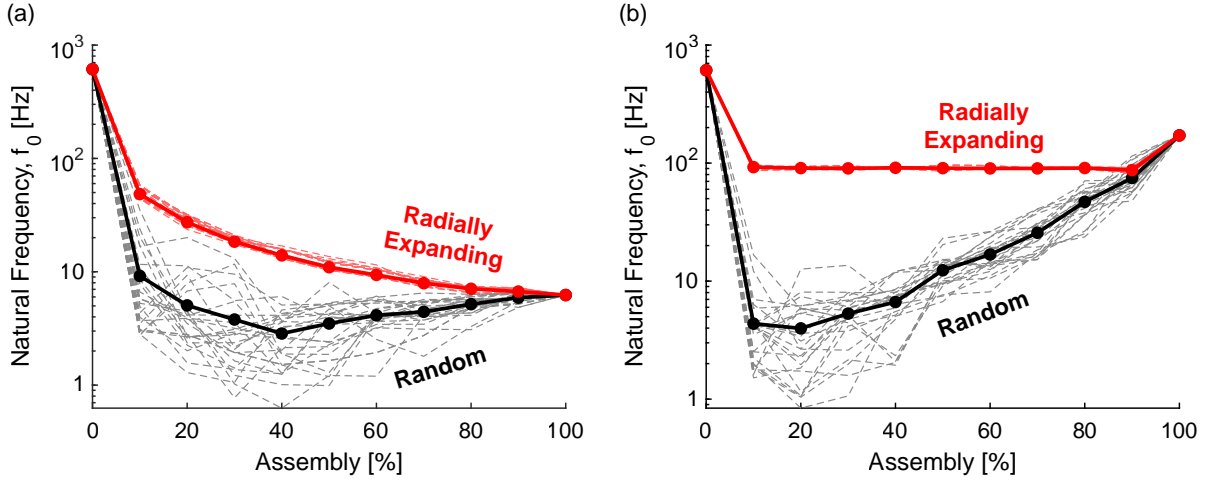 (a)
Natural Frequency, f₀ [Hz]
10³
10²
10
1
0
20
40
60
80
100
Assembly [%]
Radially
Expanding
Random
(b)
Natural Frequency, f₀ [Hz]
10³
10²
10
1
0
20
40
60
80
100
Assembly [%]
Radially
Expanding
Random